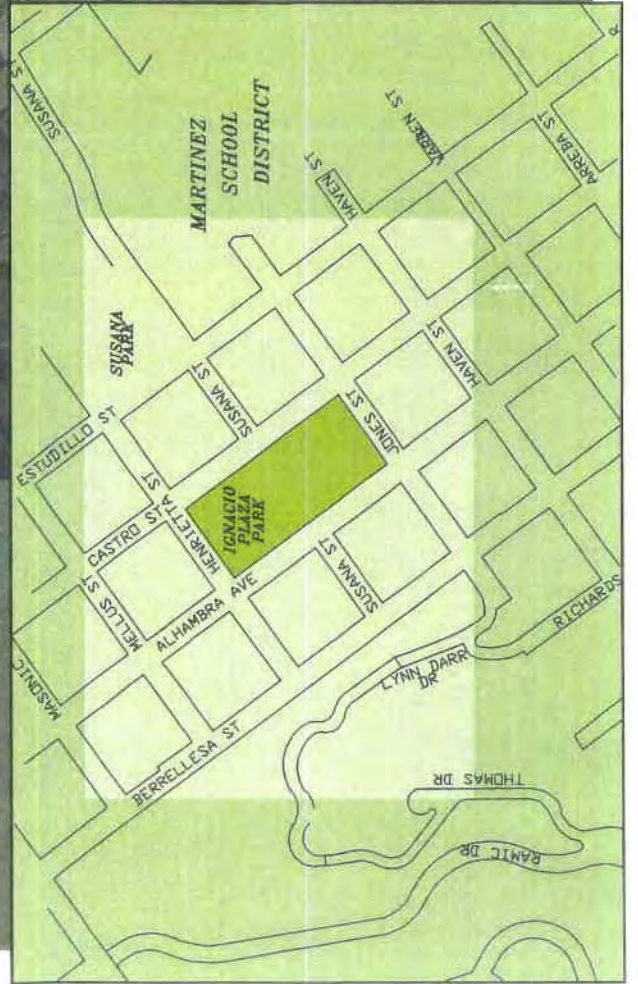 SUSANA ST
MARTINEZ
SCHOOL
DISTRICT
HAVEN ST
WARREN ST
ARREBA ST
SUSANA
PARK
ESTUDILLO ST
SUSANA ST
HAVEN ST
JONES ST
CASTRO ST
HENRIETTA ST
IGNACIO
PLAZA
PARK
MELLUS ST
ALHAMBRA AVE
SUSANA ST
MASONIC
BERRELLESA ST
LYNN DARR
DR
RICHARDS
THOMAS DR
RAMIC DR